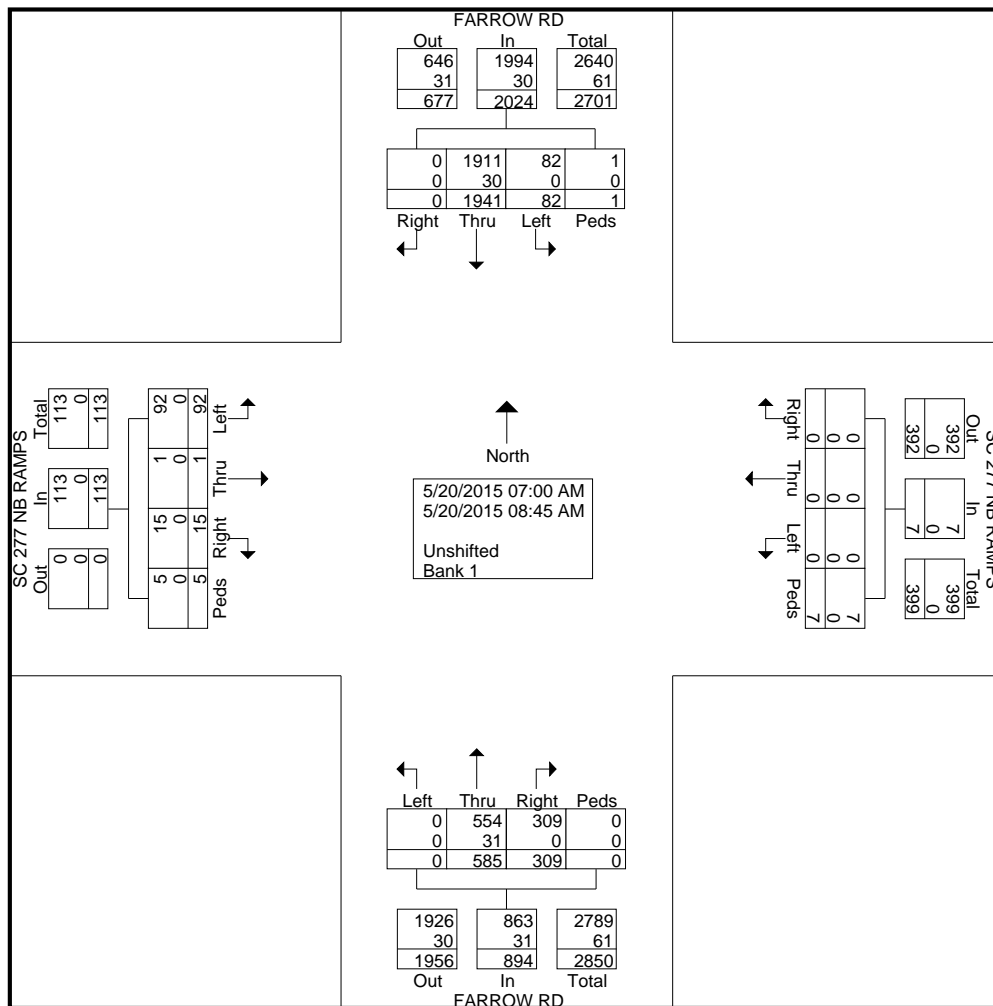 FARROW RD
Out In Total
646 1994 2640
31 30 61
677 2024 2701
0 1911 82 1
0 30 0 0
0 1941 82 1
Right Thru Left Peds
SC 277 NB RAMPS
Total In Out
113 113 0
0 0 0
113 113 0
92 1 15 5
0 0 0 0
92 1 15 5
Left Thru Right Peds
North
5/20/2015 07:00 AM
5/20/2015 08:45 AM
Unshifted
Bank 1
SC 277 NB RAMPS
Out In Total
392 7 399
0 0 0
392 7 399
0 0 0 7
0 0 0 0
0 0 0 7
Right Thru Left Peds
Left Thru Right Peds
0 554 309 0
0 31 0 0
0 585 309 0
1926 863 2789
30 31 61
1956 894 2850
Out In Total
FARROW RD